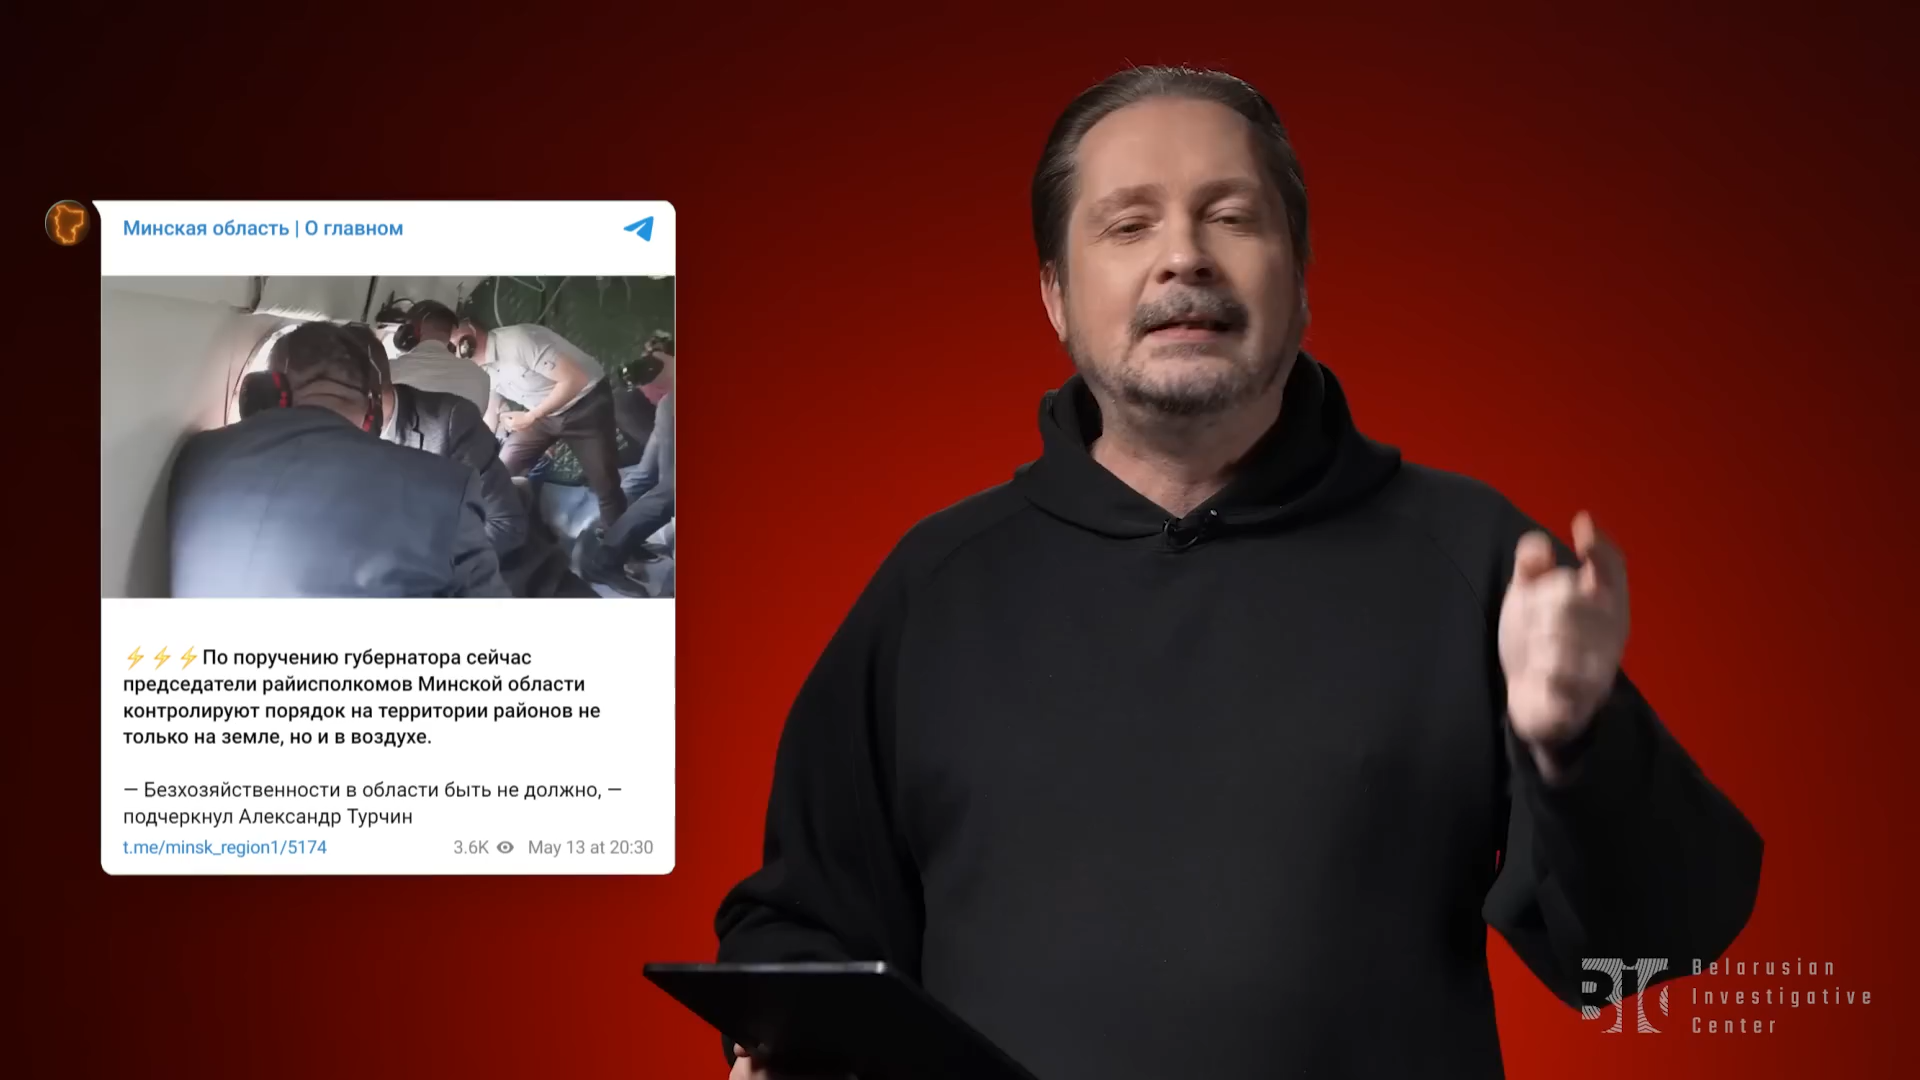 Минская область | О главном
⚡⚡⚡По поручению губернатора сейчас
председатели райисполкомов Минской области
контролируют порядок на территории районов не
только на земле, но и в воздухе.
— Безхозяйственности в области быть не должно, —
подчеркнул Александр Турчин
t.me/minsk_region1/5174 3.6K May 13 at 20:30
BIC Belarusian
Investigative
Center